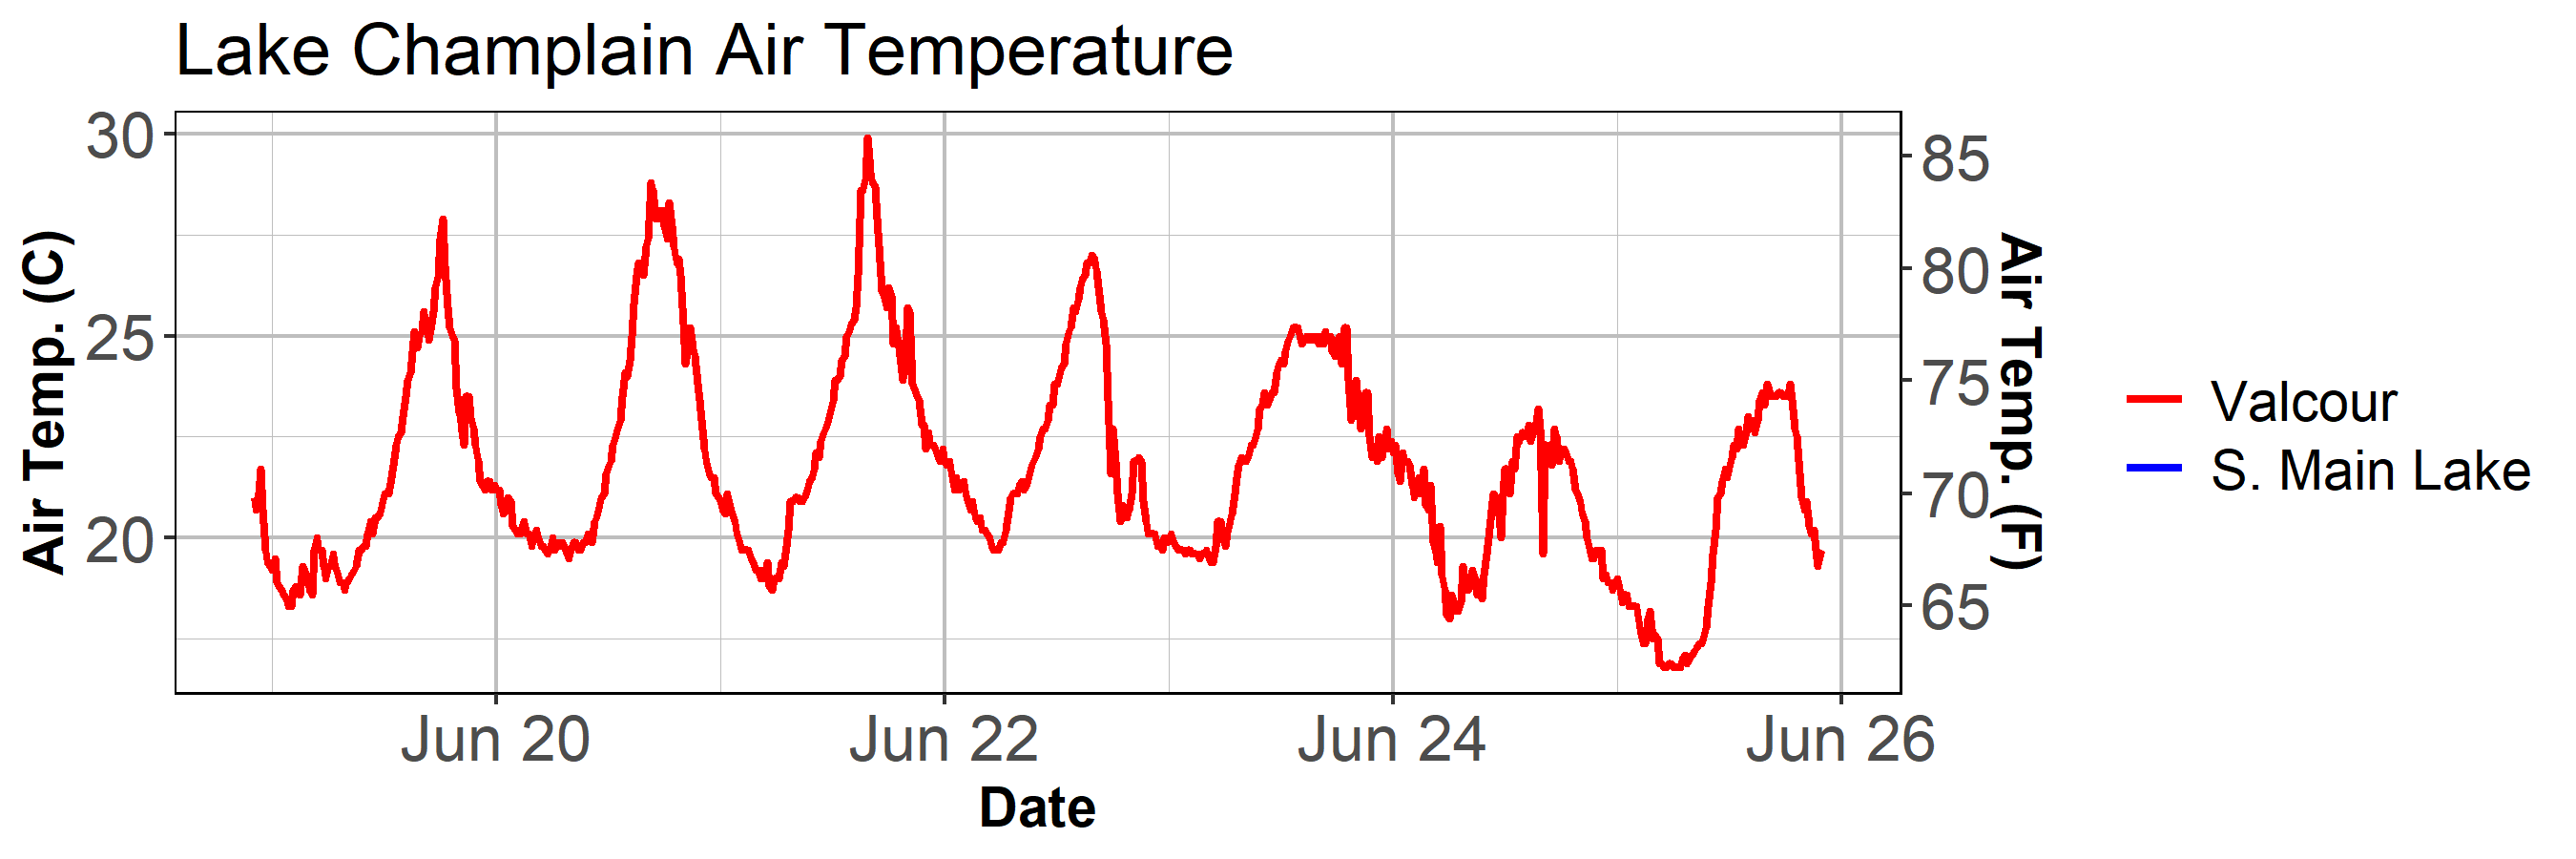 Lake Champlain Air Temperature
30
25
20
Air Temp. (C)
85
80
75
70
65
Air Temp. (F)
Jun 20
Jun 22
Jun 24
Jun 26
Date
Valcour
S. Main Lake